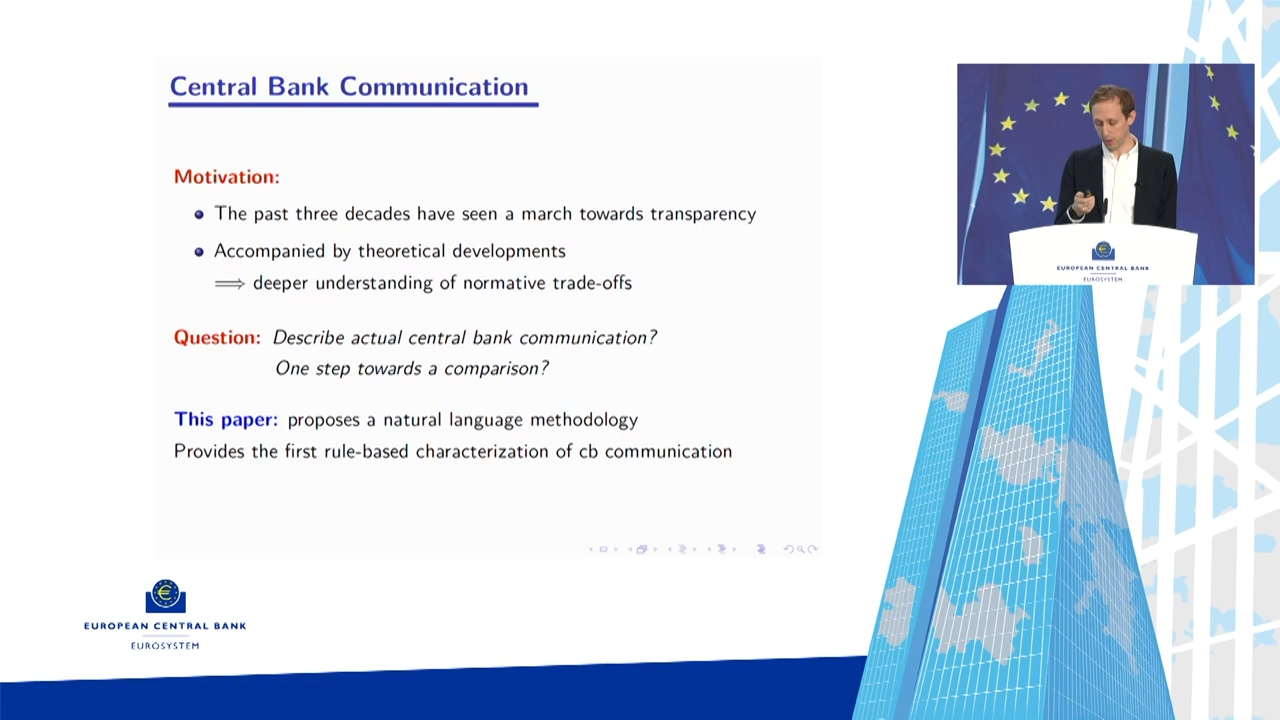 Central Bank Communication
Motivation:
The past three decades have seen a march towards transparency
Accompanied by theoretical developments
⟹ deeper understanding of normative trade-offs
Question: Describe actual central bank communication?
One step towards a comparison?
This paper: proposes a natural language methodology
Provides the first rule-based characterization of cb communication
EUROPEAN CENTRAL BANK
EUROSYSTEM
EUROPEAN CENTRAL BANK
EUROSYSTEM